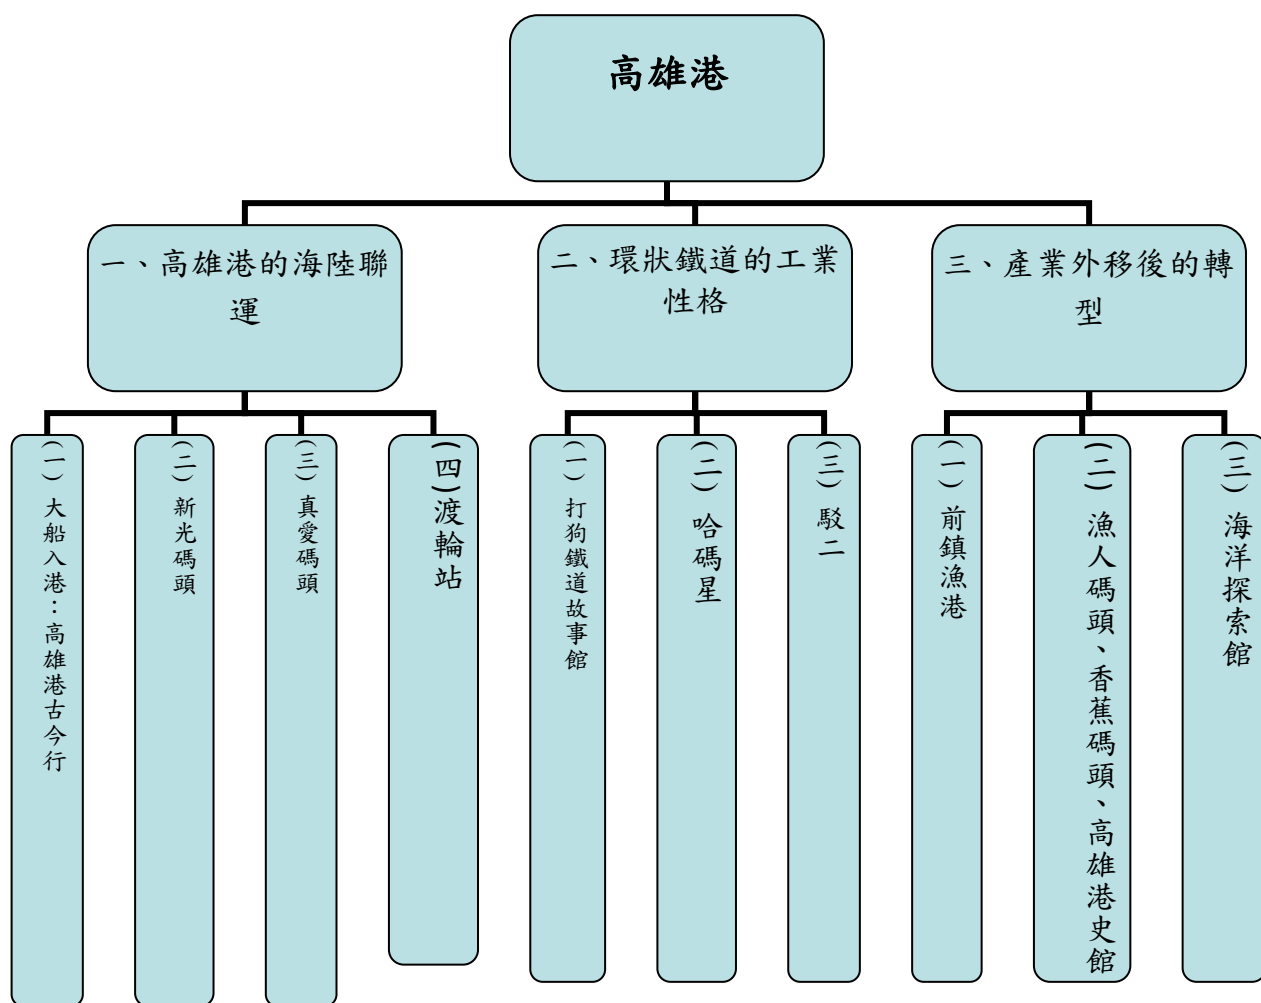 高雄港
一、高雄港的海陸聯
運
二、環狀鐵道的工業
性格
三、產業外移後的轉
型
(一) 大船入港：高雄港古今行
(二) 新光碼頭
(三) 真愛碼頭
(四)渡輪站
(一) 打狗鐵道故事館
(二) 哈碼星
(三) 駁二
(一) 前鎮漁港
(二) 漁人碼頭、香蕉碼頭、高雄港史館
(三) 海洋探索館